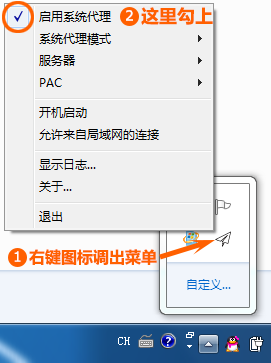 启用系统代理 ❷这里勾上
系统代理模式
服务器
PAC
开机启动
允许来自局域网的连接
显示日志...
关于...
退出
❶右键图标调出菜单
自定义...
CH